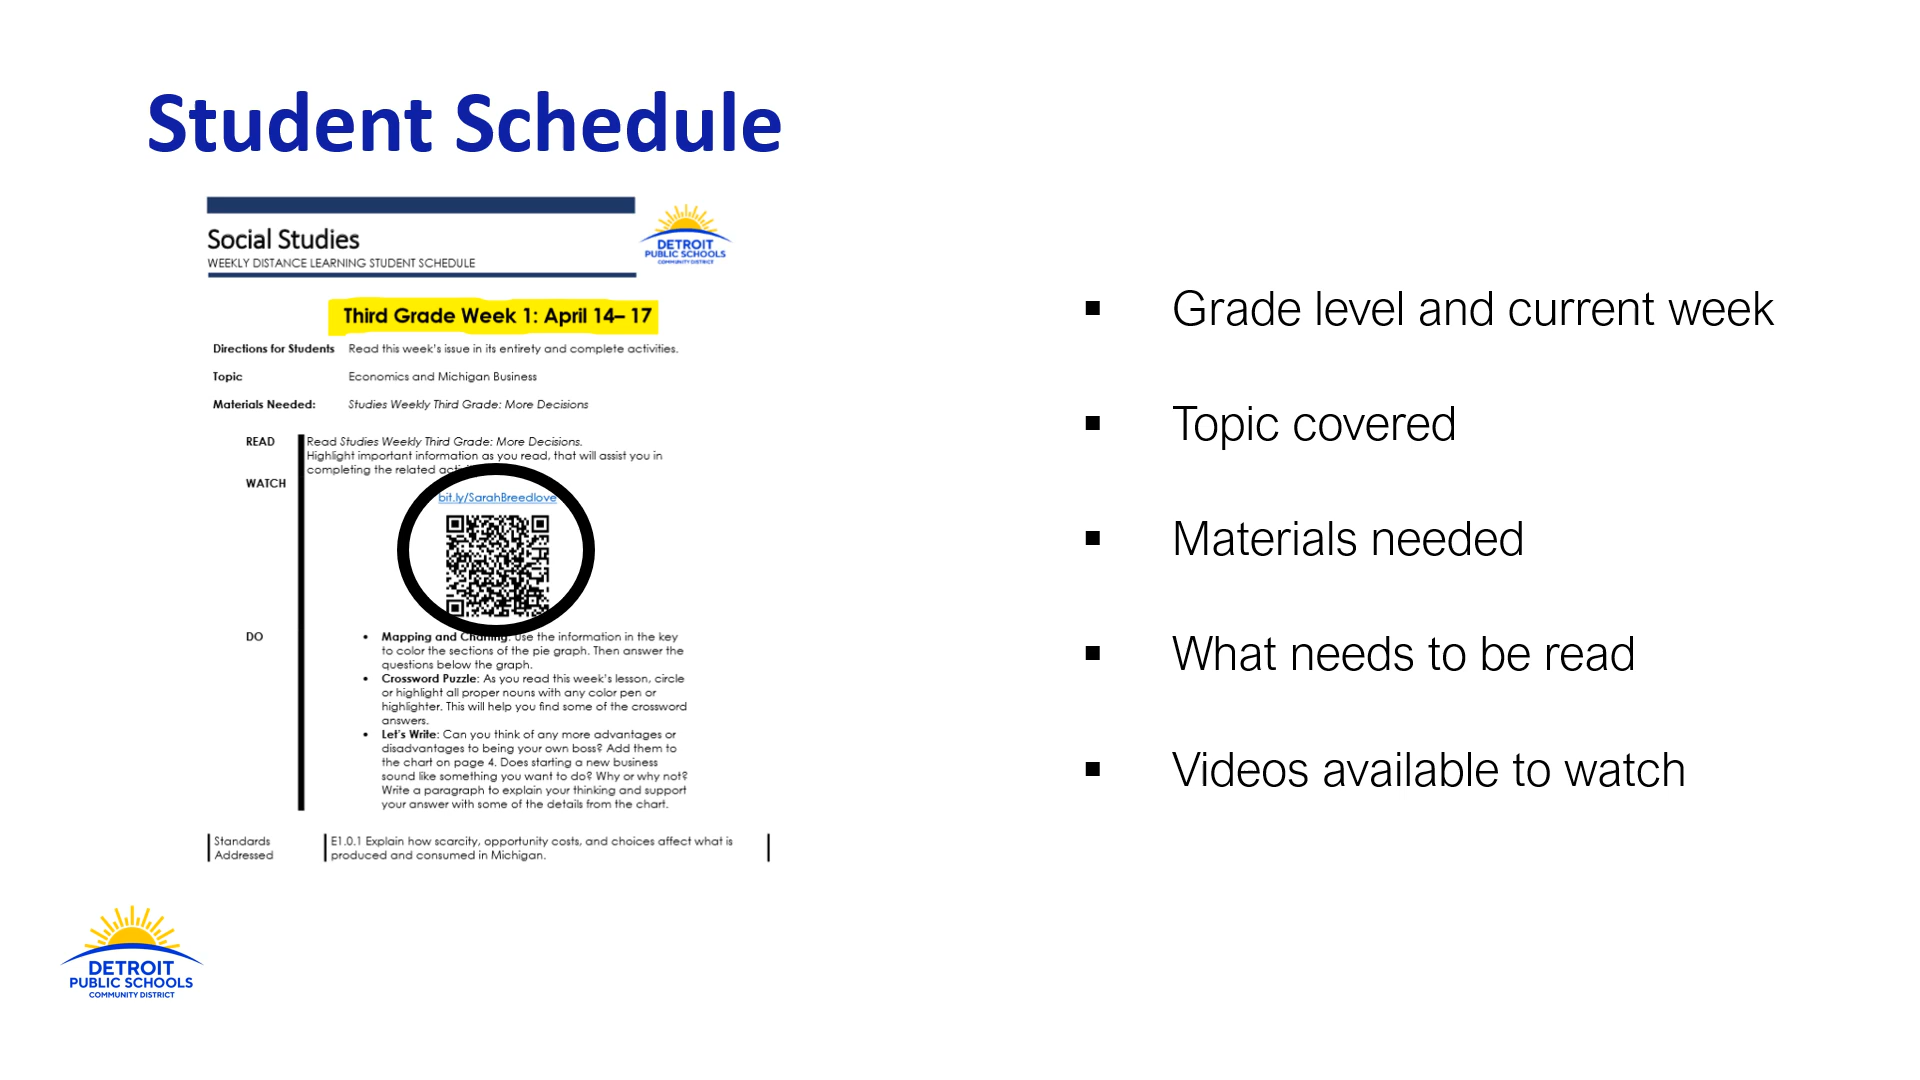 Student Schedule
Social Studies
WEEKLY DISTANCE LEARNING STUDENT SCHEDULE
DETROIT
PUBLIC SCHOOLS
COMMUNITY DISTRICT
Third Grade Week 1: April 14– 17
Directions for Students Read this week's issue in its entirety and complete activities.
Topic Economics and Michigan Business
Materials Needed: Studies Weekly Third Grade: More Decisions
READ Read Studies Weekly Third Grade: More Decisions.
Highlight important information as you read, that will assist you in
completing the related
WATCH
bit.ly/SarahBreedlove
DO
• Mapping and Charting: Use the information in the key
to color the sections of the pie graph. Then answer the
questions below the graph.
• Crossword Puzzle: As you read this week's lesson, circle
or highlight all proper nouns with any color pen or
highlighter. This will help you find some of the crossword
answers.
• Let's Write: Can you think of any more advantages or
disadvantages to being your own boss? Add them to
the chart on page 4. Does starting a new business
sound like something you want to do? Why or why not?
Write a paragraph to explain your thinking and support
your answer with some of the details from the chart.
Standards E1.0.1 Explain how scarcity, opportunity costs, and choices affect what is
Addressed produced and consumed in Michigan.
▪ Grade level and current week
▪ Topic covered
▪ Materials needed
▪ What needs to be read
▪ Videos available to watch
DETROIT
PUBLIC SCHOOLS
COMMUNITY DISTRICT